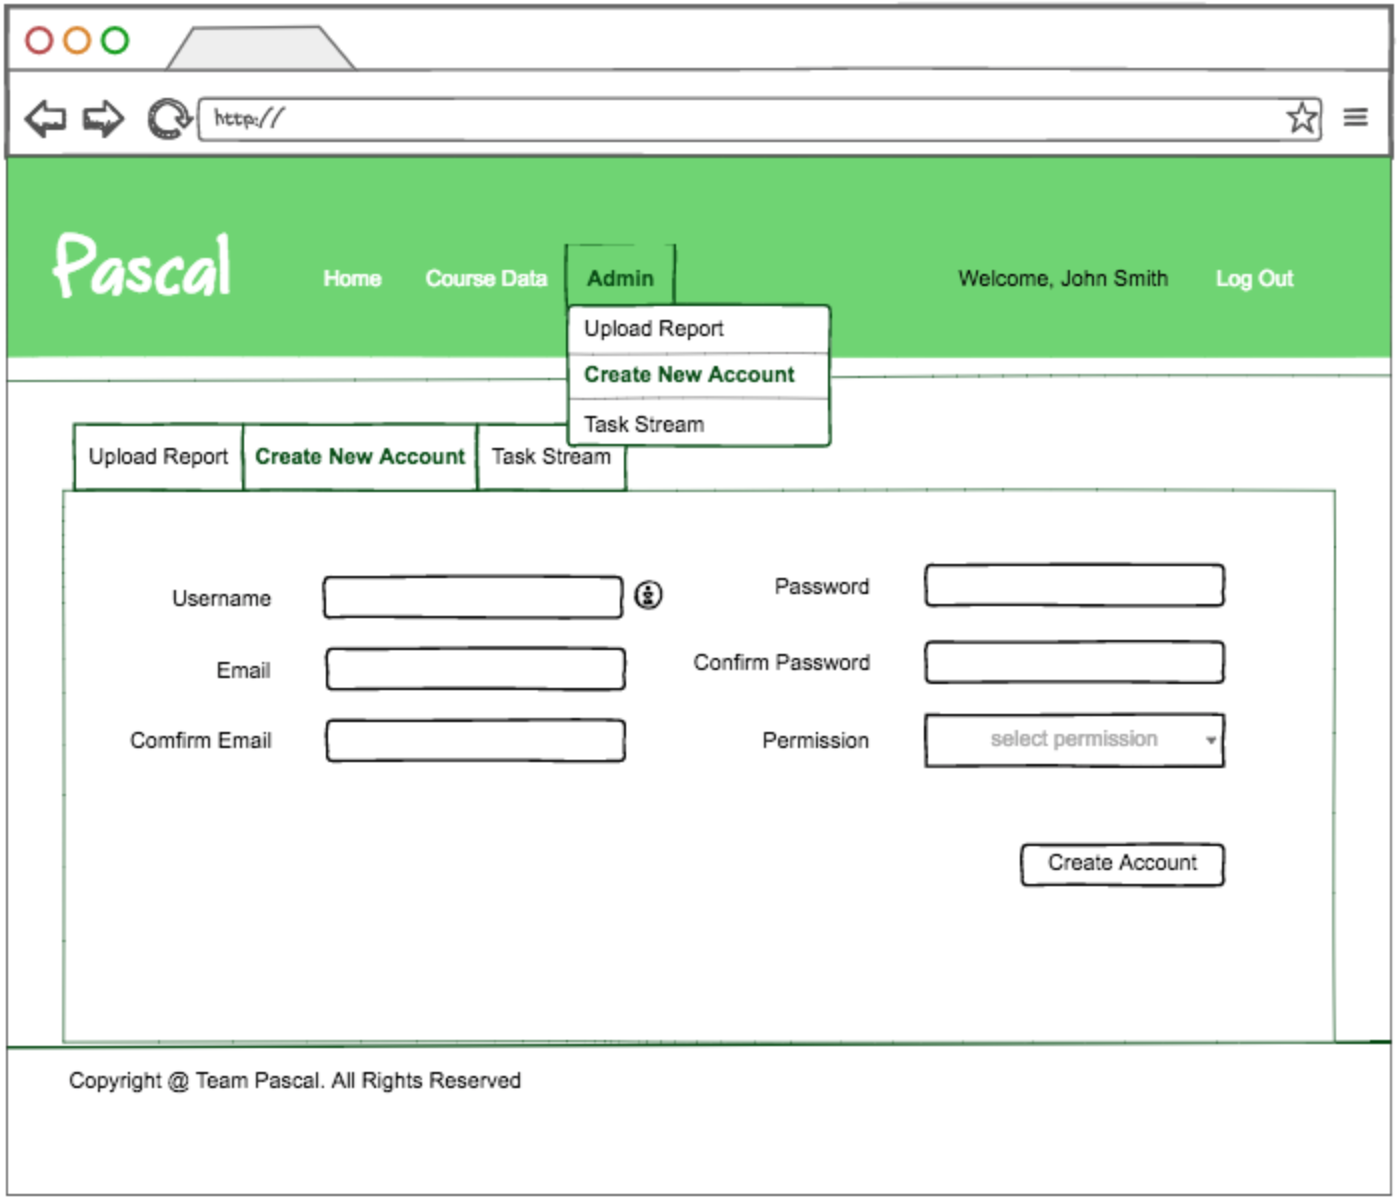 http://
Pascal
Home Course Data Admin Welcome, John Smith Log Out
Upload Report
Create New Account
Task Stream
Upload Report Create New Account Task Stream
Username
Password
Email
Confirm Password
Comfirm Email
Permission select permission
Create Account
Copyright @ Team Pascal. All Rights Reserved